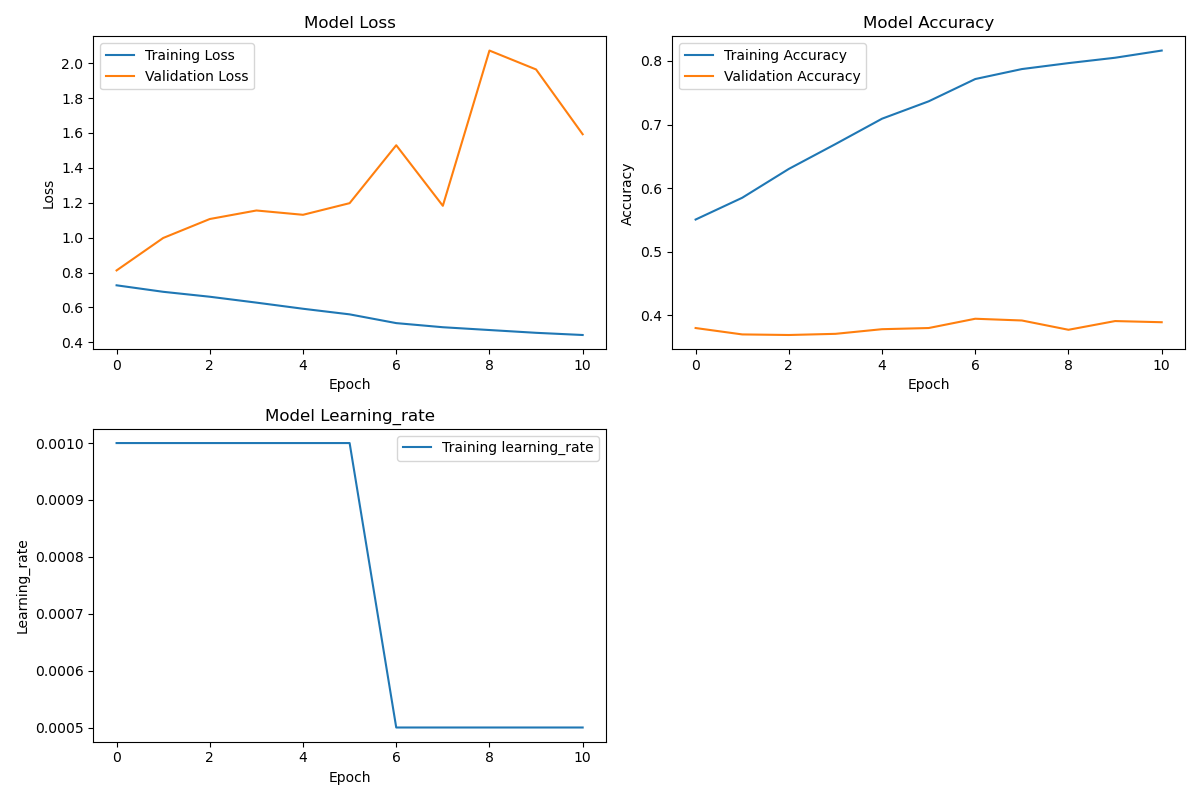 Model Loss
Training Loss
Validation Loss
2.0
1.8
1.6
1.4
1.2
1.0
0.8
0.6
0.4
Loss
0 2 4 6 8 10
Epoch
Model Accuracy
Training Accuracy
Validation Accuracy
0.8
0.7
0.6
0.5
0.4
Accuracy
0 2 4 6 8 10
Epoch
Model Learning_rate
Training learning_rate
0.0010
0.0009
0.0008
0.0007
0.0006
0.0005
Learning_rate
0 2 4 6 8 10
Epoch